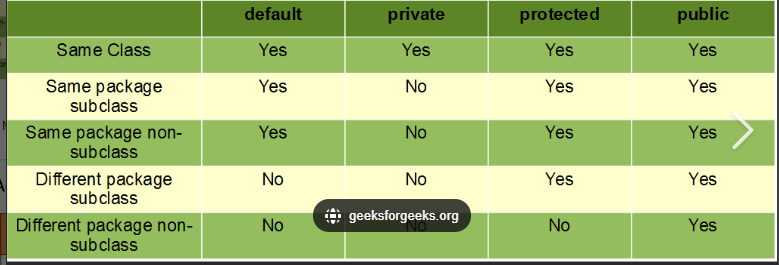 default private protected public
Same Class Yes Yes Yes Yes
Same package
subclass Yes No Yes Yes
Same package non-
subclass Yes No Yes Yes
Different package
subclass No No Yes Yes
Different package non-
subclass No No No Yes
geeksforgeeks.org